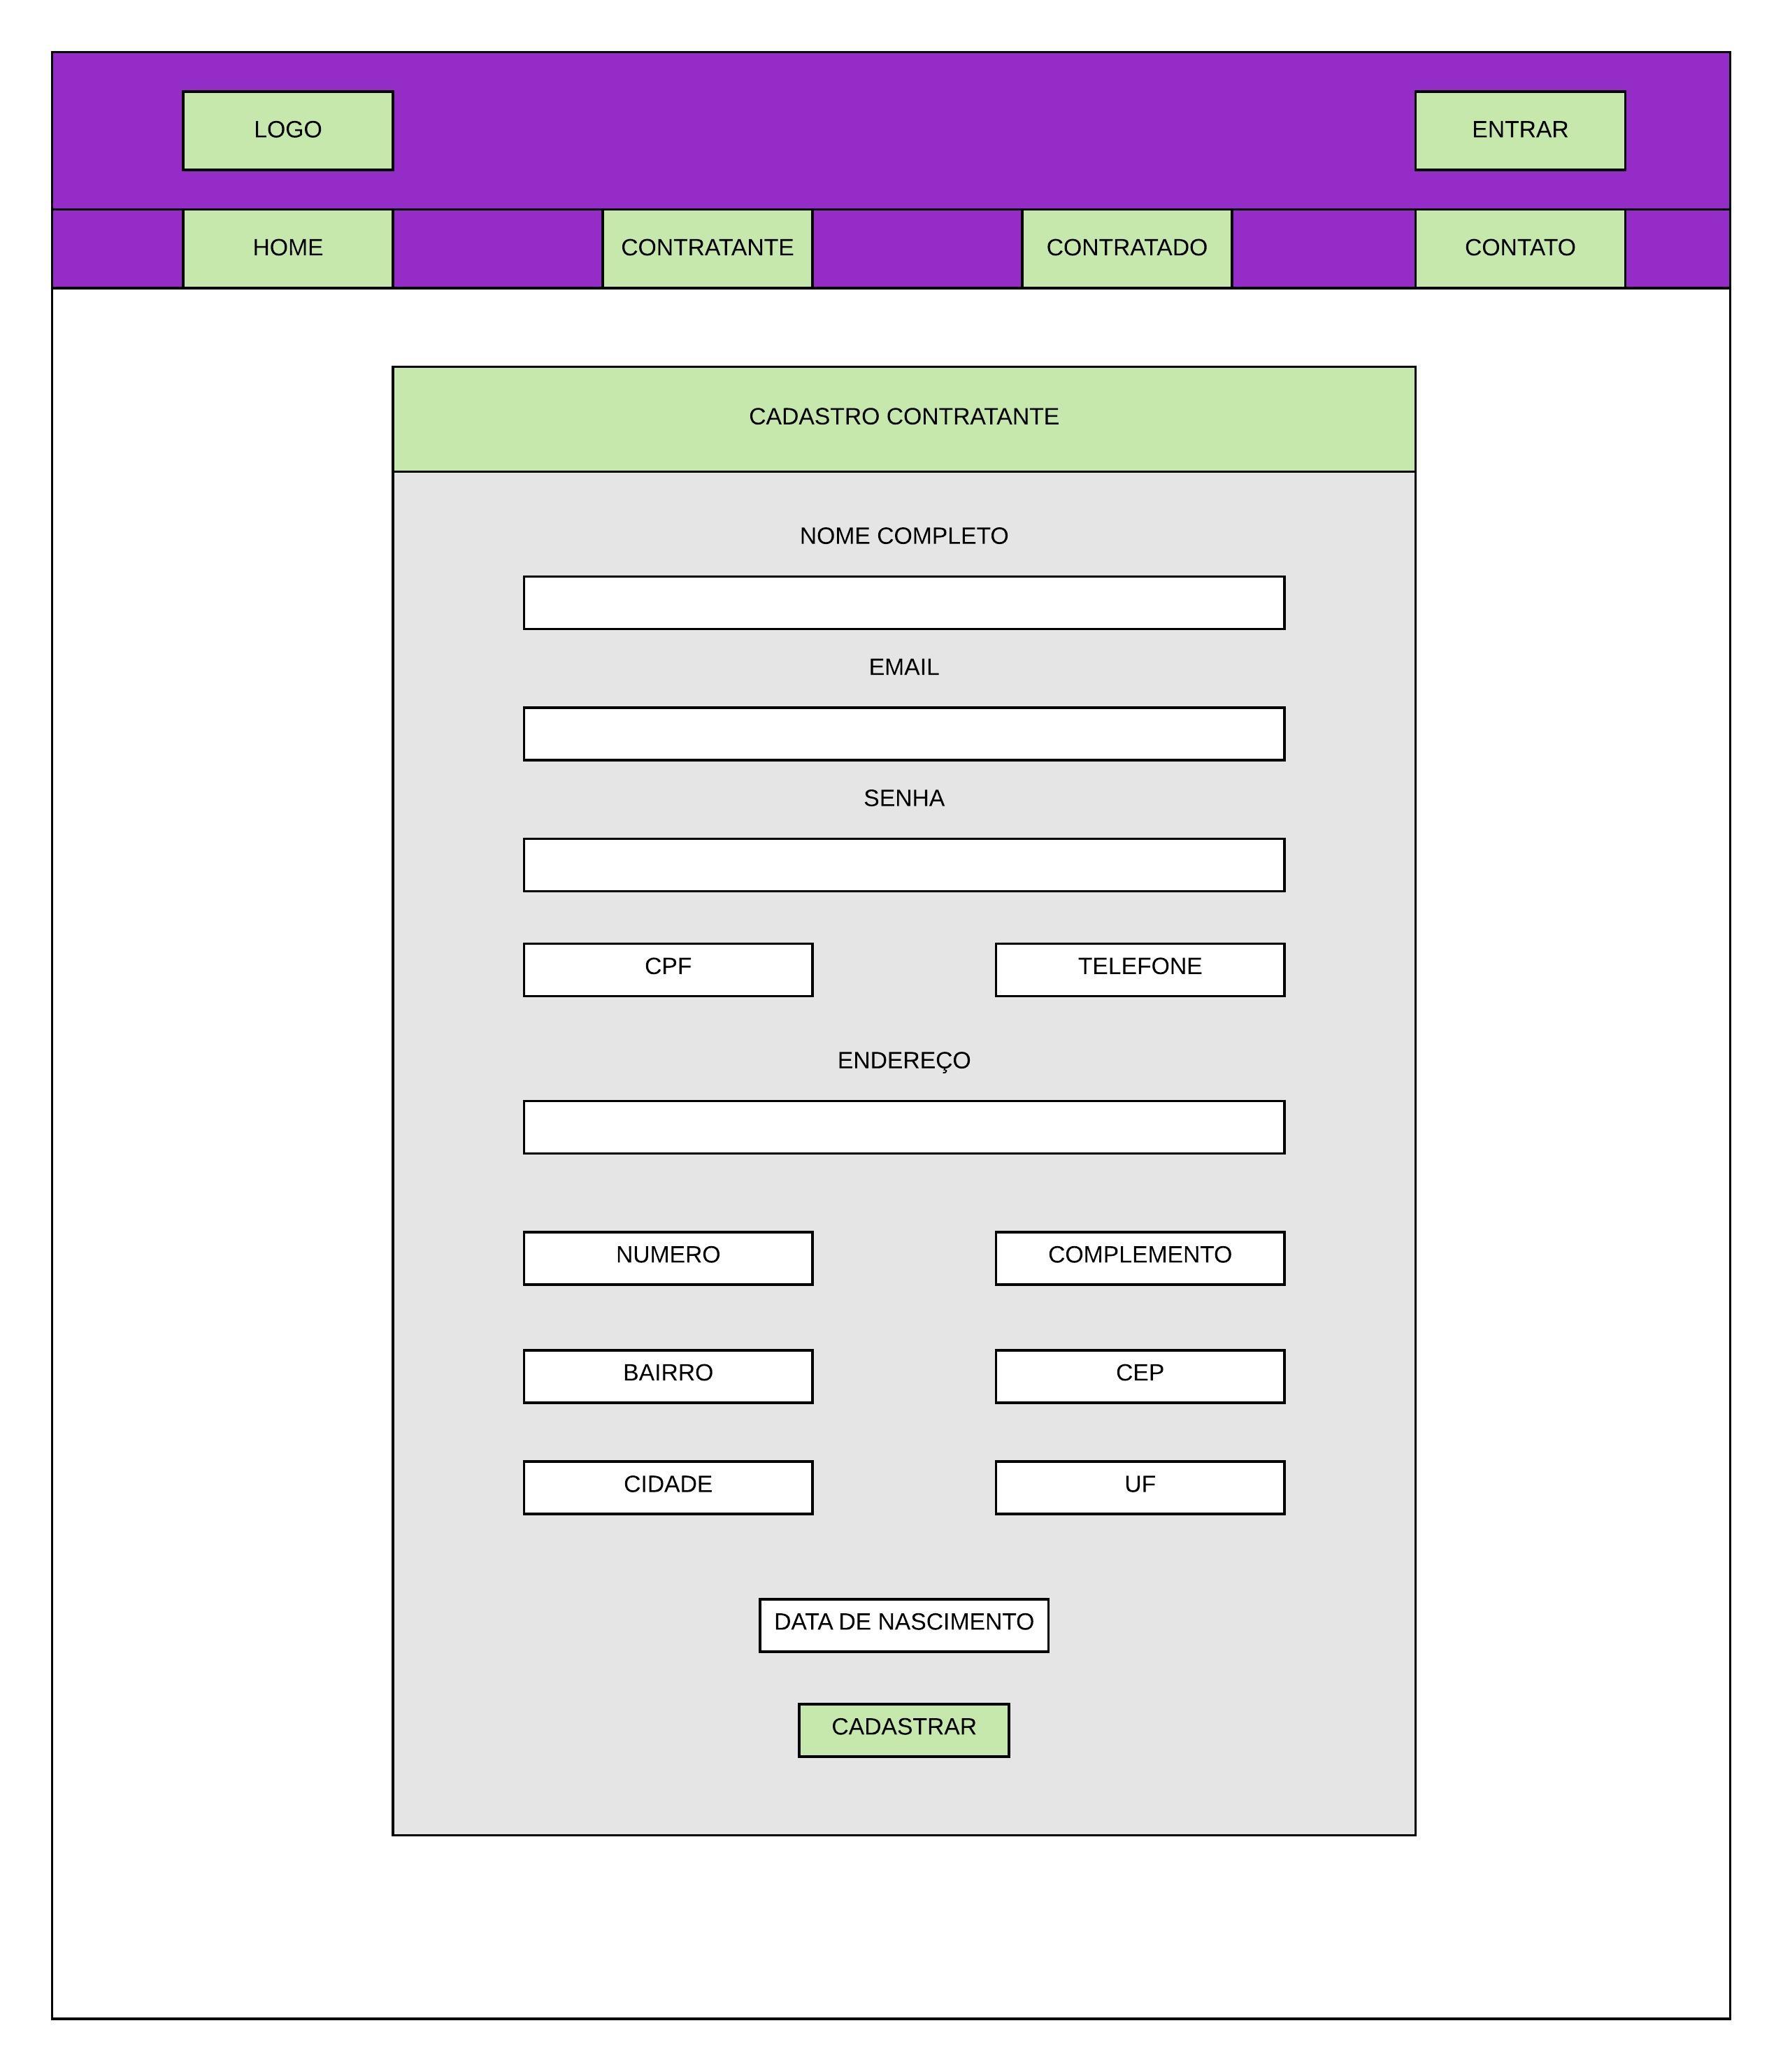 LOGO
ENTRAR
HOME
CONTRATANTE
CONTRATADO
CONTATO
CADASTRO CONTRATANTE
NOME COMPLETO
EMAIL
SENHA
CPF
TELEFONE
ENDEREÇO
NUMERO
COMPLEMENTO
BAIRRO
CEP
CIDADE
UF
DATA DE NASCIMENTO
CADASTRAR